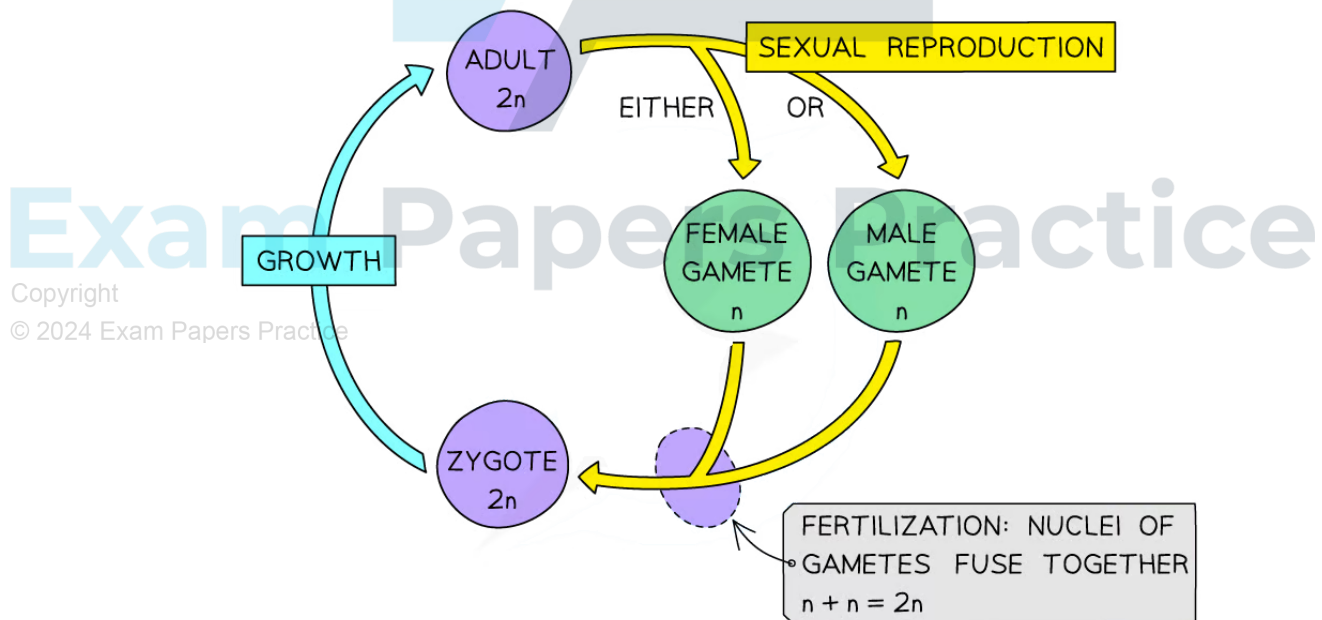 ADULT
2n
SEXUAL REPRODUCTION
EITHER
OR
Exam Papers Practice
FEMALE
GAMETE
n
MALE
GAMETE
n
GROWTH
Copyright
© 2024 Exam Papers Practice
ZYGOTE
2n
FERTILIZATION: NUCLEI OF
GAMETES FUSE TOGETHER
n + n = 2n